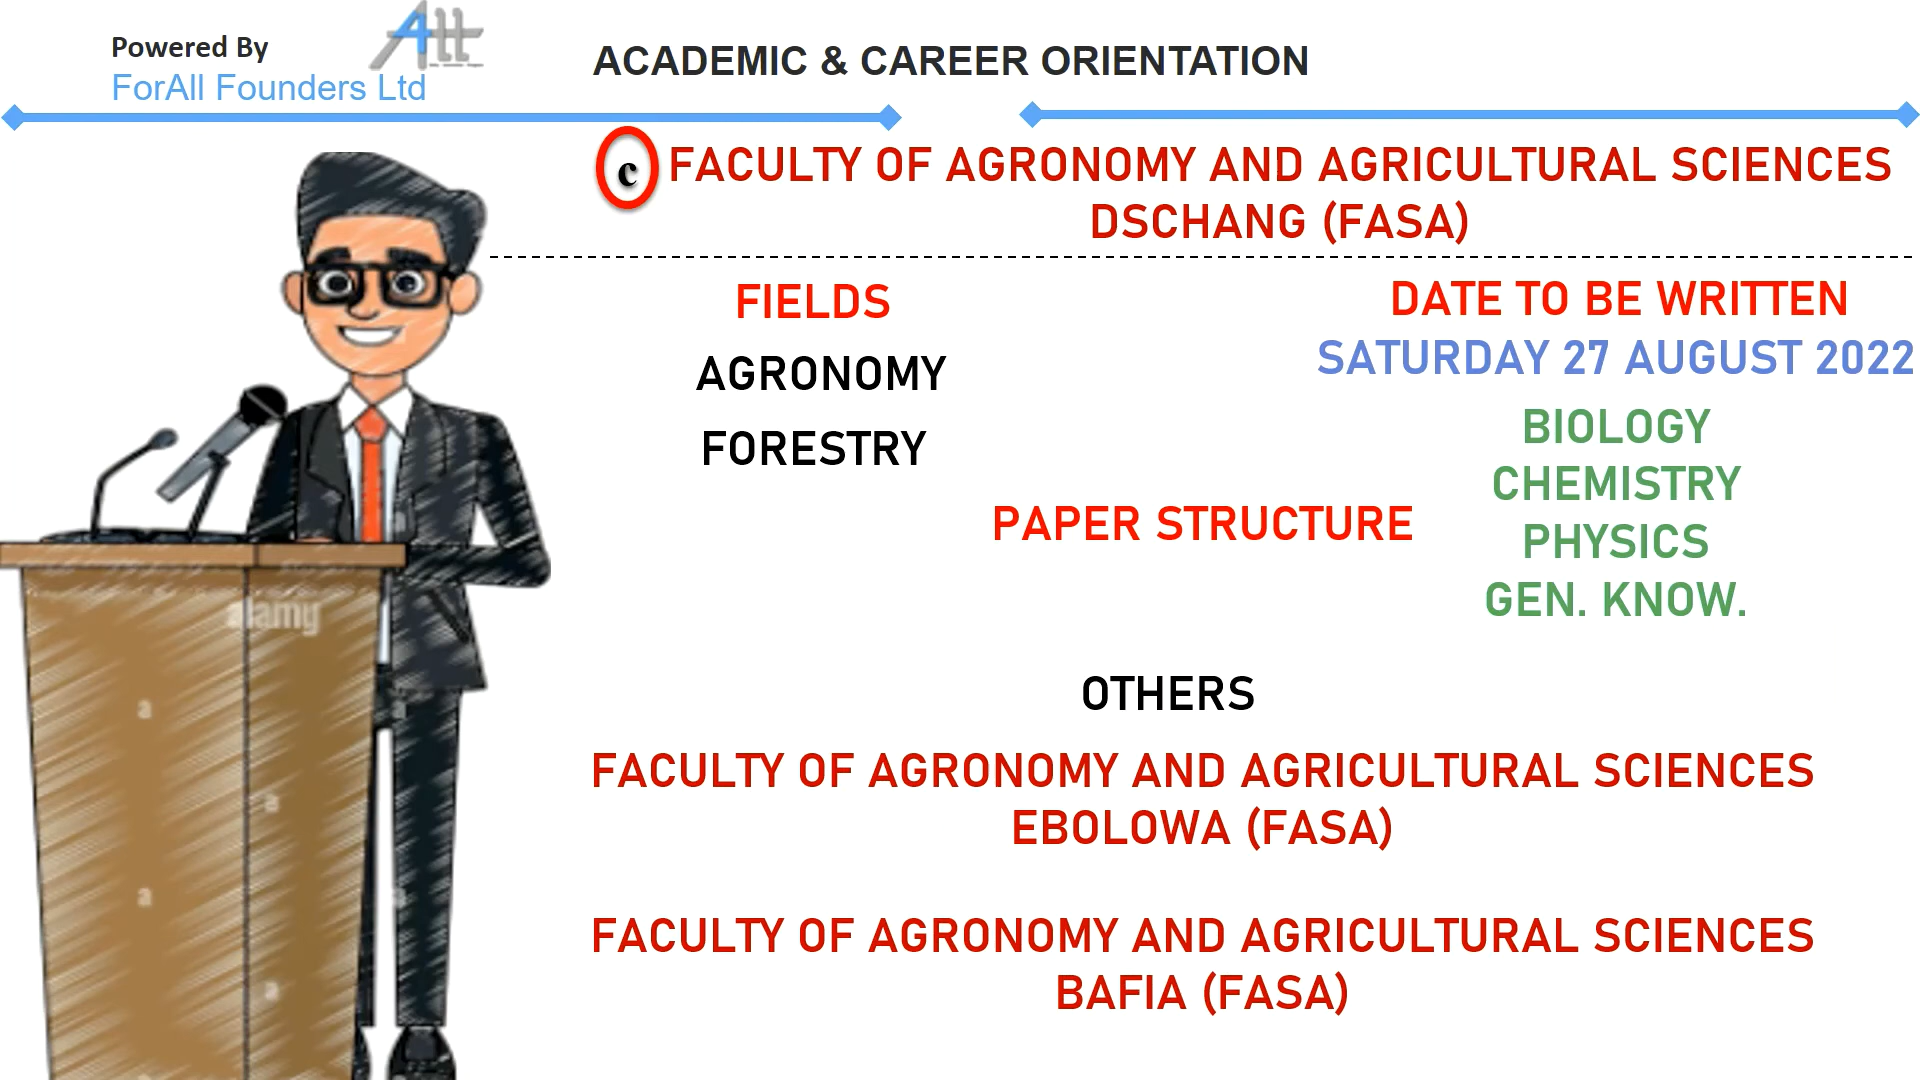 Powered By
Att
ForAll Founders Ltd
ACADEMIC & CAREER ORIENTATION
c
FACULTY OF AGRONOMY AND AGRICULTURAL SCIENCES
DSCHANG (FASA)
FIELDS
AGRONOMY
FORESTRY
DATE TO BE WRITTEN
SATURDAY 27 AUGUST 2022
PAPER STRUCTURE
BIOLOGY
CHEMISTRY
PHYSICS
GEN. KNOW.
OTHERS
FACULTY OF AGRONOMY AND AGRICULTURAL SCIENCES
EBOLOWA (FASA)
FACULTY OF AGRONOMY AND AGRICULTURAL SCIENCES
BAFIA (FASA)
alamy
a
a
a
a
a